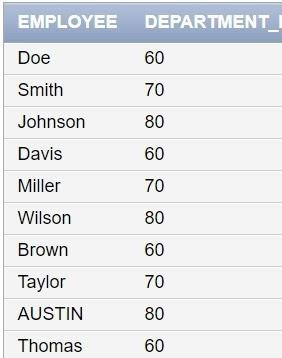 EMPLOYEE DEPARTMENT_
Doe 60
Smith 70
Johnson 80
Davis 60
Miller 70
Wilson 80
Brown 60
Taylor 70
AUSTIN 80
Thomas 60